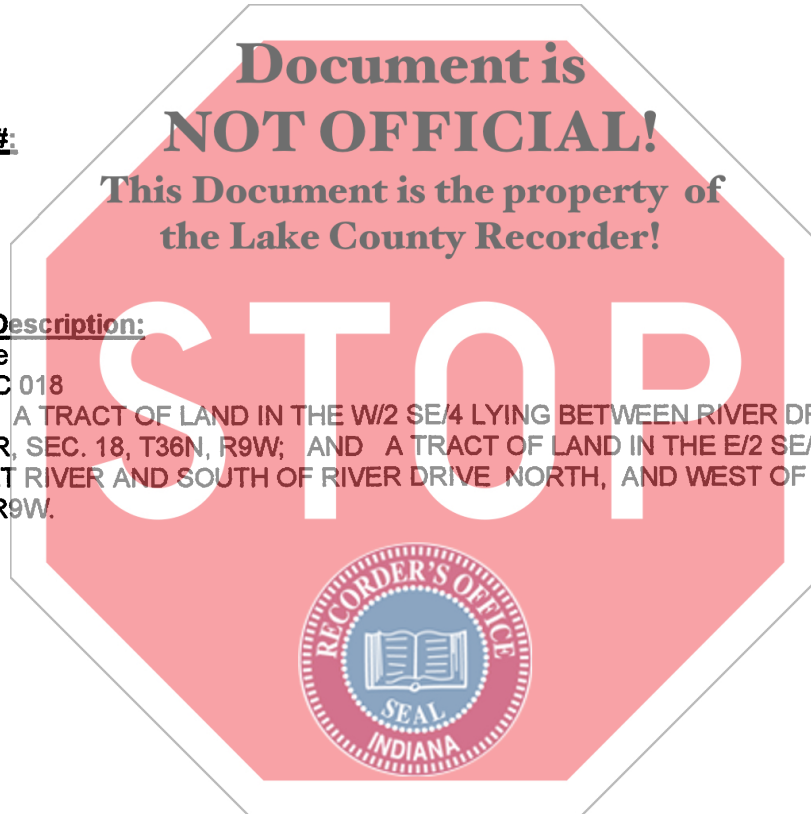 Document is
NOT OFFICIAL!
#:
This Document is the property of
the Lake County Recorder!
Description:
e
C 018
A TRACT OF LAND IN THE W/2 SE/4 LYING BETWEEN RIVER DR
R, SEC. 18, T36N, R9W; AND A TRACT OF LAND IN THE E/2 SE/
T RIVER AND SOUTH OF RIVER DRIVE NORTH, AND WEST OF
R9W.
STOP
RECORDER'S OFFICE
SEAL
INDIANA